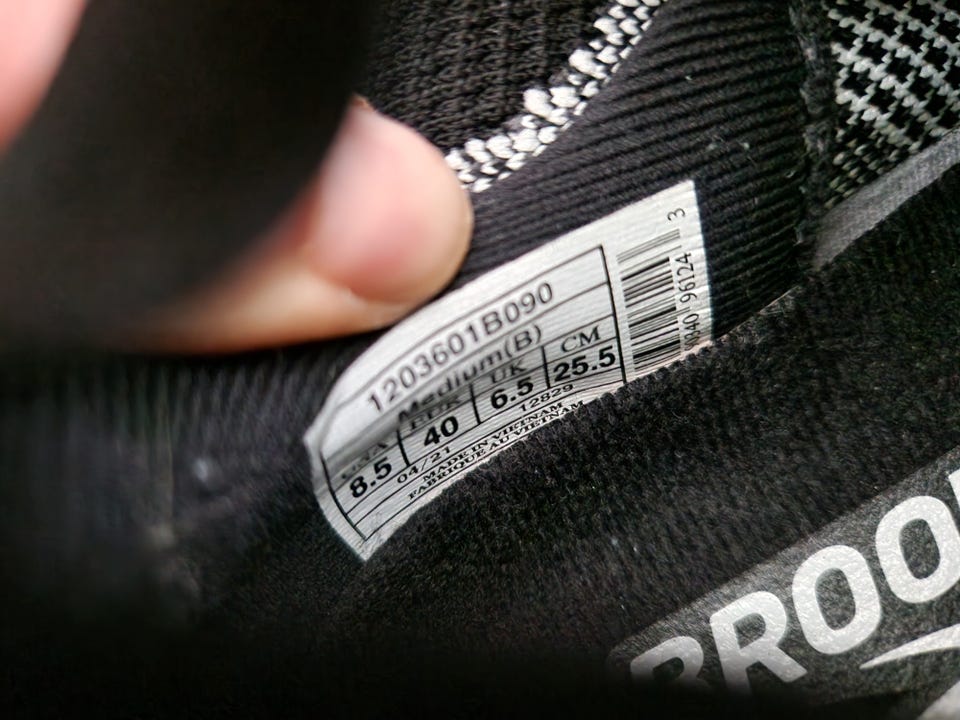 1203601B090
Medium(B)
USA EUR UK CM
8.5 40 6.5 25.5
04/21 12829
MADE IN VIETNAM
FABRIQUE AU VIETNAM
96124 3
BROO